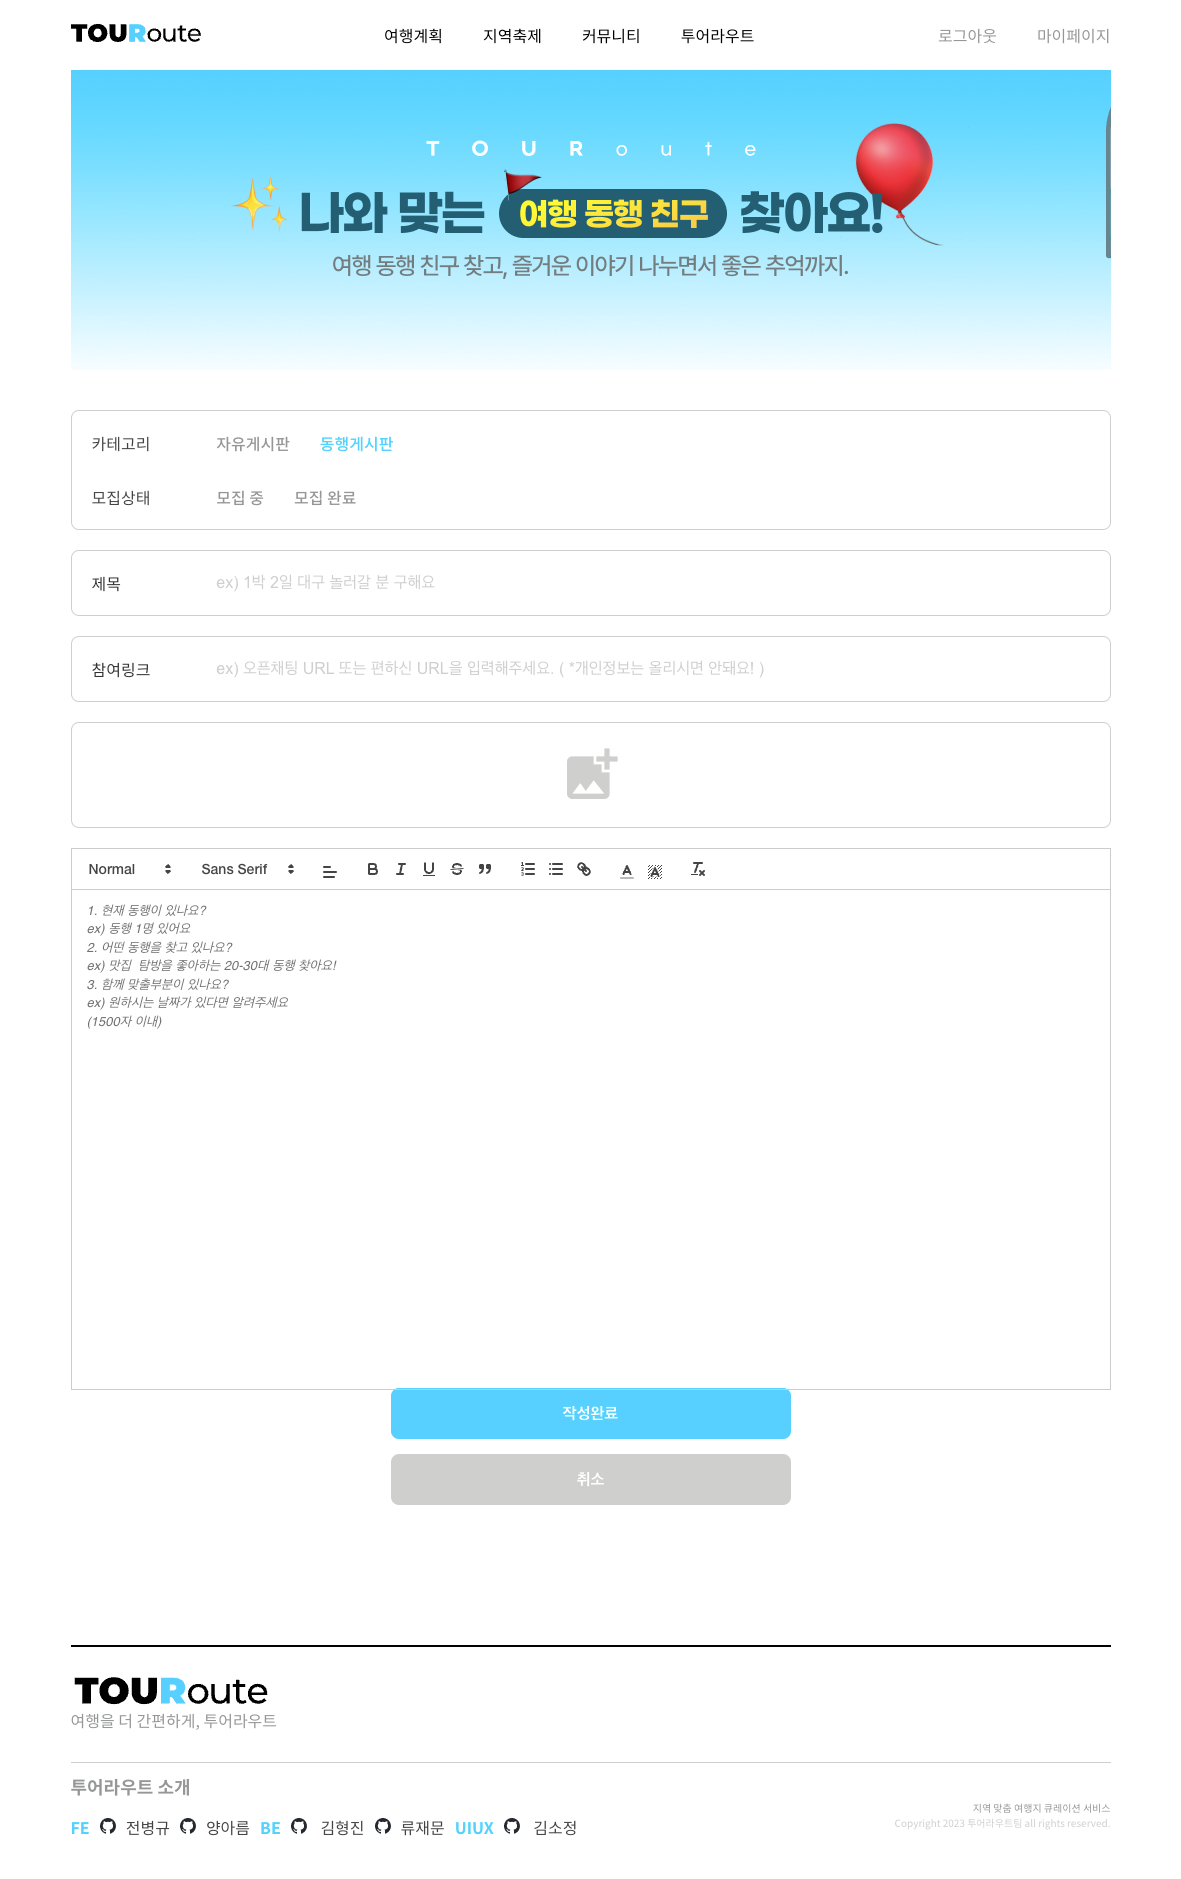 TOURoute
여행계획 지역축제 커뮤니티 투어라우트
로그아웃 마이페이지
TOURoute
나와 맞는 여행 동행 친구 찾아요!
여행 동행 친구 찾고, 즐거운 이야기 나누면서 좋은 추억까지.
카테고리 자유게시판 동행게시판
모집상태 모집 중 모집 완료
제목 ex) 1박 2일 대구 놀러갈 분 구해요
참여링크 ex) 오픈채팅 URL 또는 편하신 URL을 입력해주세요. ( *개인정보는 올리시면 안돼요! )
Normal Sans Serif
1. 현재 동행이 있나요?
ex) 동행 1명 있어요
2. 어떤 동행을 찾고 있나요?
ex) 맛집  탐방을 좋아하는 20-30대 동행 찾아요!
3. 함께 맞출부분이 있나요?
ex) 원하시는 날짜가 있다면 알려주세요
(1500자 이내)
작성완료
취소
TOURoute
여행을 더 간편하게, 투어라우트
투어라우트 소개
FE 전병규 양아름 BE 김형진 류재문 UIUX 김소정
지역 맞춤 여행지 큐레이션 서비스
Copyright 2023 투어라우트팀 all rights reserved.